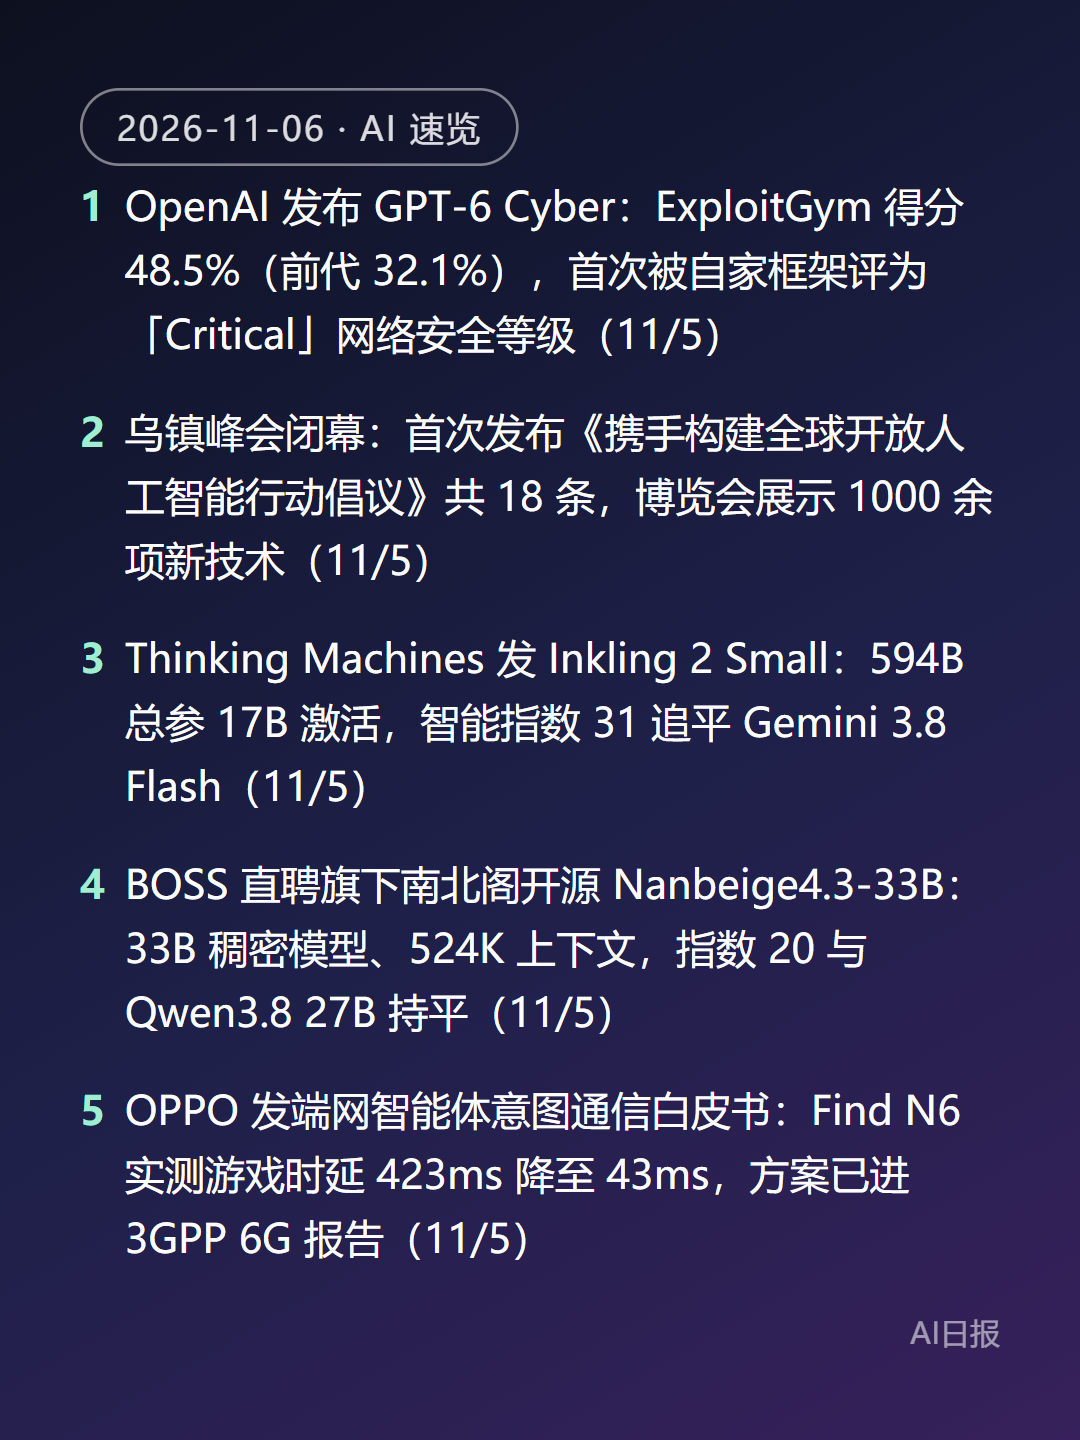 2026-11-06 · AI 速览
1 OpenAI 发布 GPT-6 Cyber：ExploitGym 得分
48.5%（前代 32.1%），首次被自家框架评为
「Critical」网络安全等级（11/5）
2 乌镇峰会闭幕：首次发布《携手构建全球开放人
工智能行动倡议》共 18 条，博览会展示 1000 余
项新技术（11/5）
3 Thinking Machines 发 Inkling 2 Small：594B
总参 17B 激活，智能指数 31 追平 Gemini 3.8
Flash（11/5）
4 BOSS 直聘旗下南北阁开源 Nanbeige4.3-33B：
33B 稠密模型、524K 上下文，指数 20 与
Qwen3.8 27B 持平（11/5）
5 OPPO 发端网智能体意图通信白皮书：Find N6
实测游戏时延 423ms 降至 43ms，方案已进
3GPP 6G 报告（11/5）
AI日报